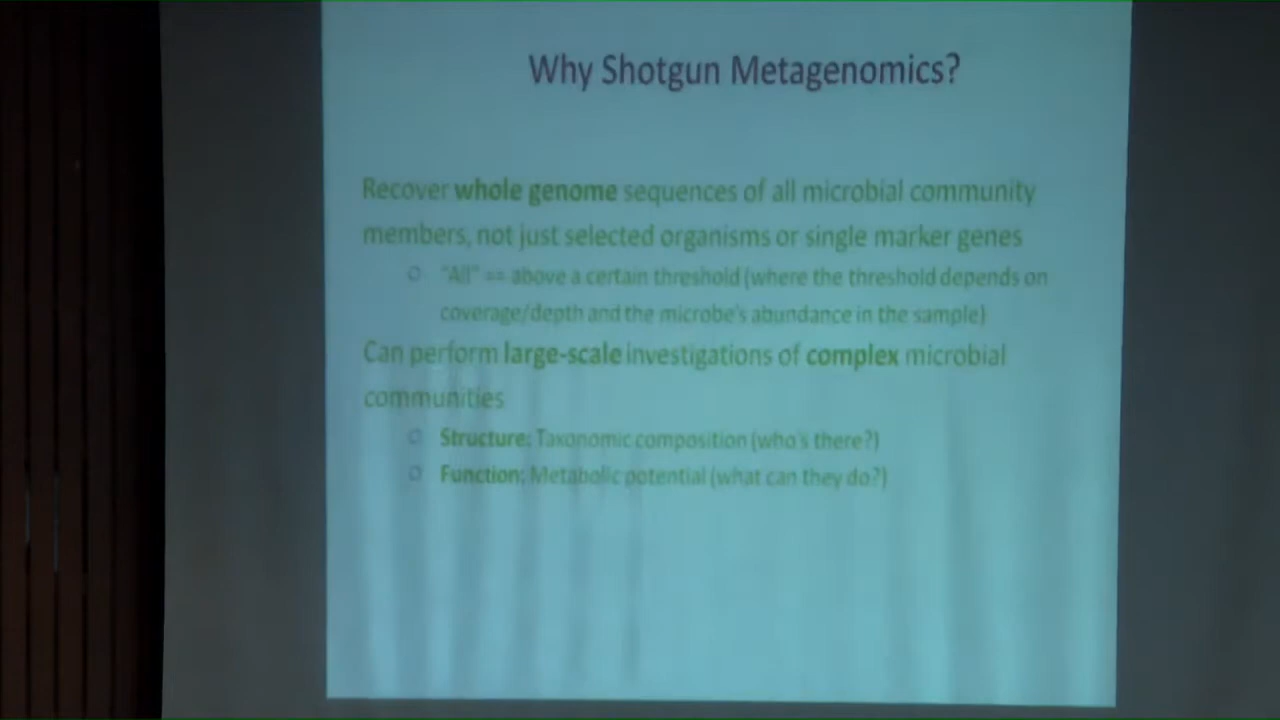 Why Shotgun Metagenomics?
Recover whole genome sequences of all microbial community
members, not just selected organisms or single marker genes
"All" == above a certain threshold (where the threshold depends on
coverage/depth and the microbe's abundance in the sample)
Can perform large-scale investigations of complex microbial
communities
Structure: Taxonomic composition (who's there?)
Function: Metabolic potential (what can they do?)